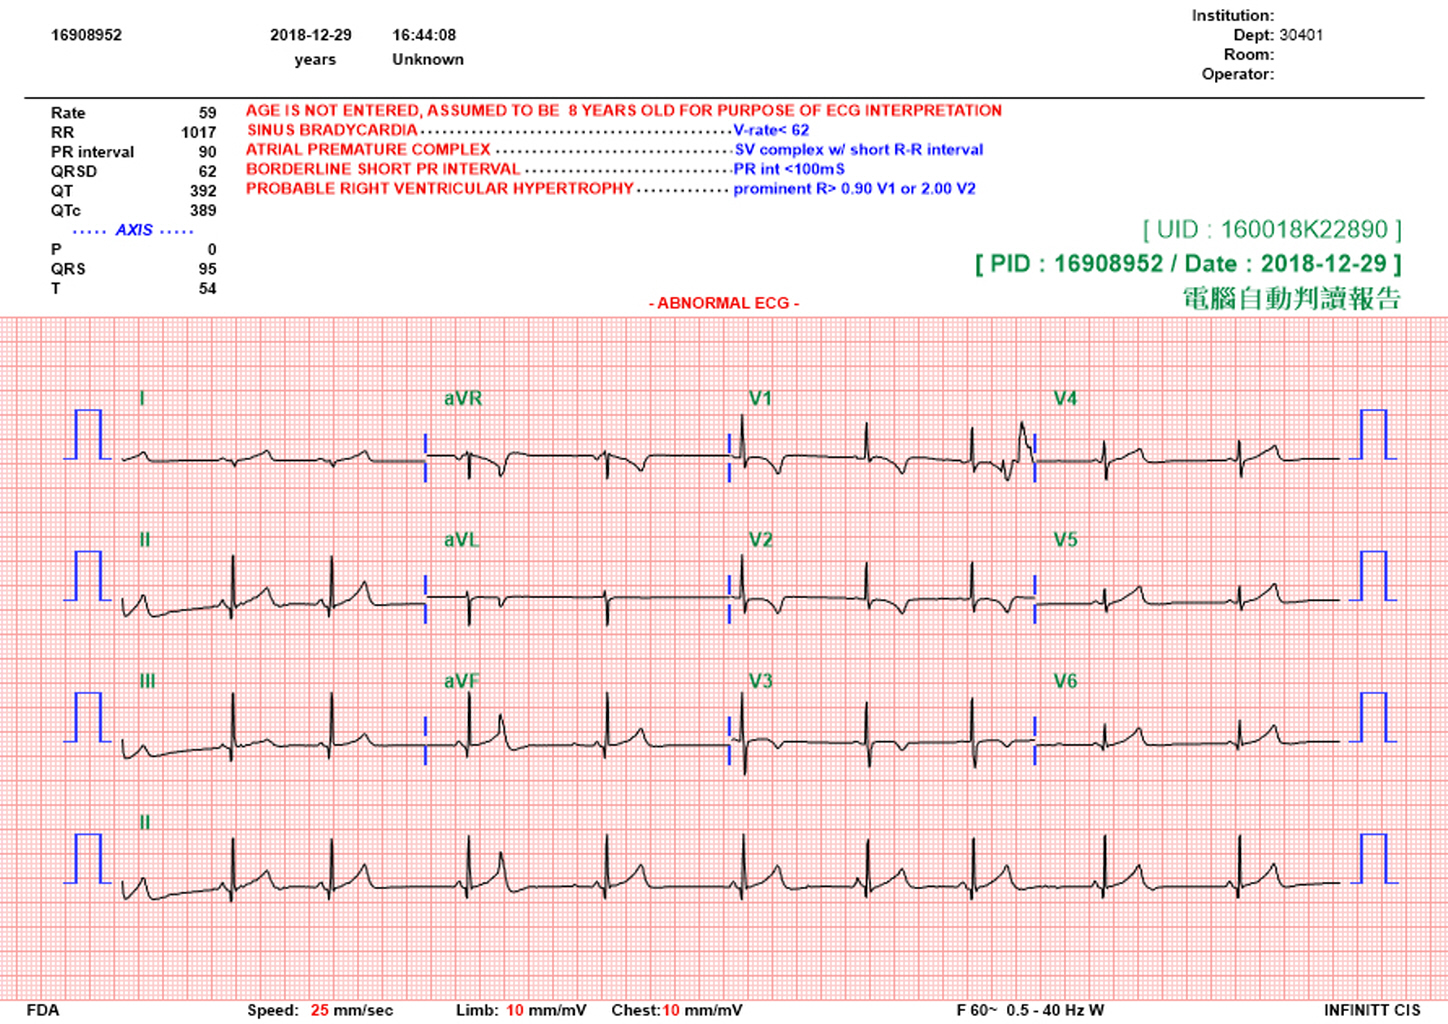 Institution:
16908952 2018-12-29 16:44:08 Dept: 30401
years Unknown Room:
Operator:
Rate 59 AGE IS NOT ENTERED, ASSUMED TO BE 8 YEARS OLD FOR PURPOSE OF ECG INTERPRETATION
RR 1017 SINUS BRADYCARDIA V-rate< 62
PR interval 90 ATRIAL PREMATURE COMPLEX SV complex w/ short R-R interval
QRSD 62 BORDERLINE SHORT PR INTERVAL PR int <100mS
QT 392 PROBABLE RIGHT VENTRICULAR HYPERTROPHY prominent R> 0.90 V1 or 2.00 V2
QTc 389
AXIS
P 0
QRS 95
T 54
[ UID : 160018K22890 ]
[ PID : 16908952 / Date : 2018-12-29 ]
電腦自動判讀報告
- ABNORMAL ECG -
I aVR V1 V4
II aVL V2 V5
III aVF V3 V6
II
FDA Speed: 25 mm/sec Limb: 10 mm/mV Chest:10 mm/mV F 60~ 0.5 - 40 Hz W INFINITT CIS